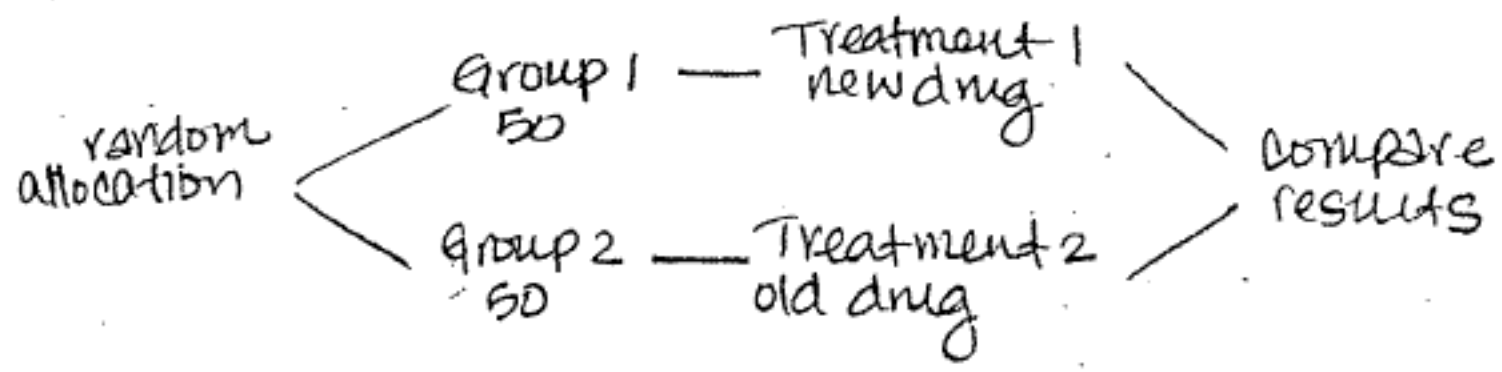 random
allocation
Group 1
50
Treatment 1
new drug
Group 2
50
Treatment 2
old drug
compare
results